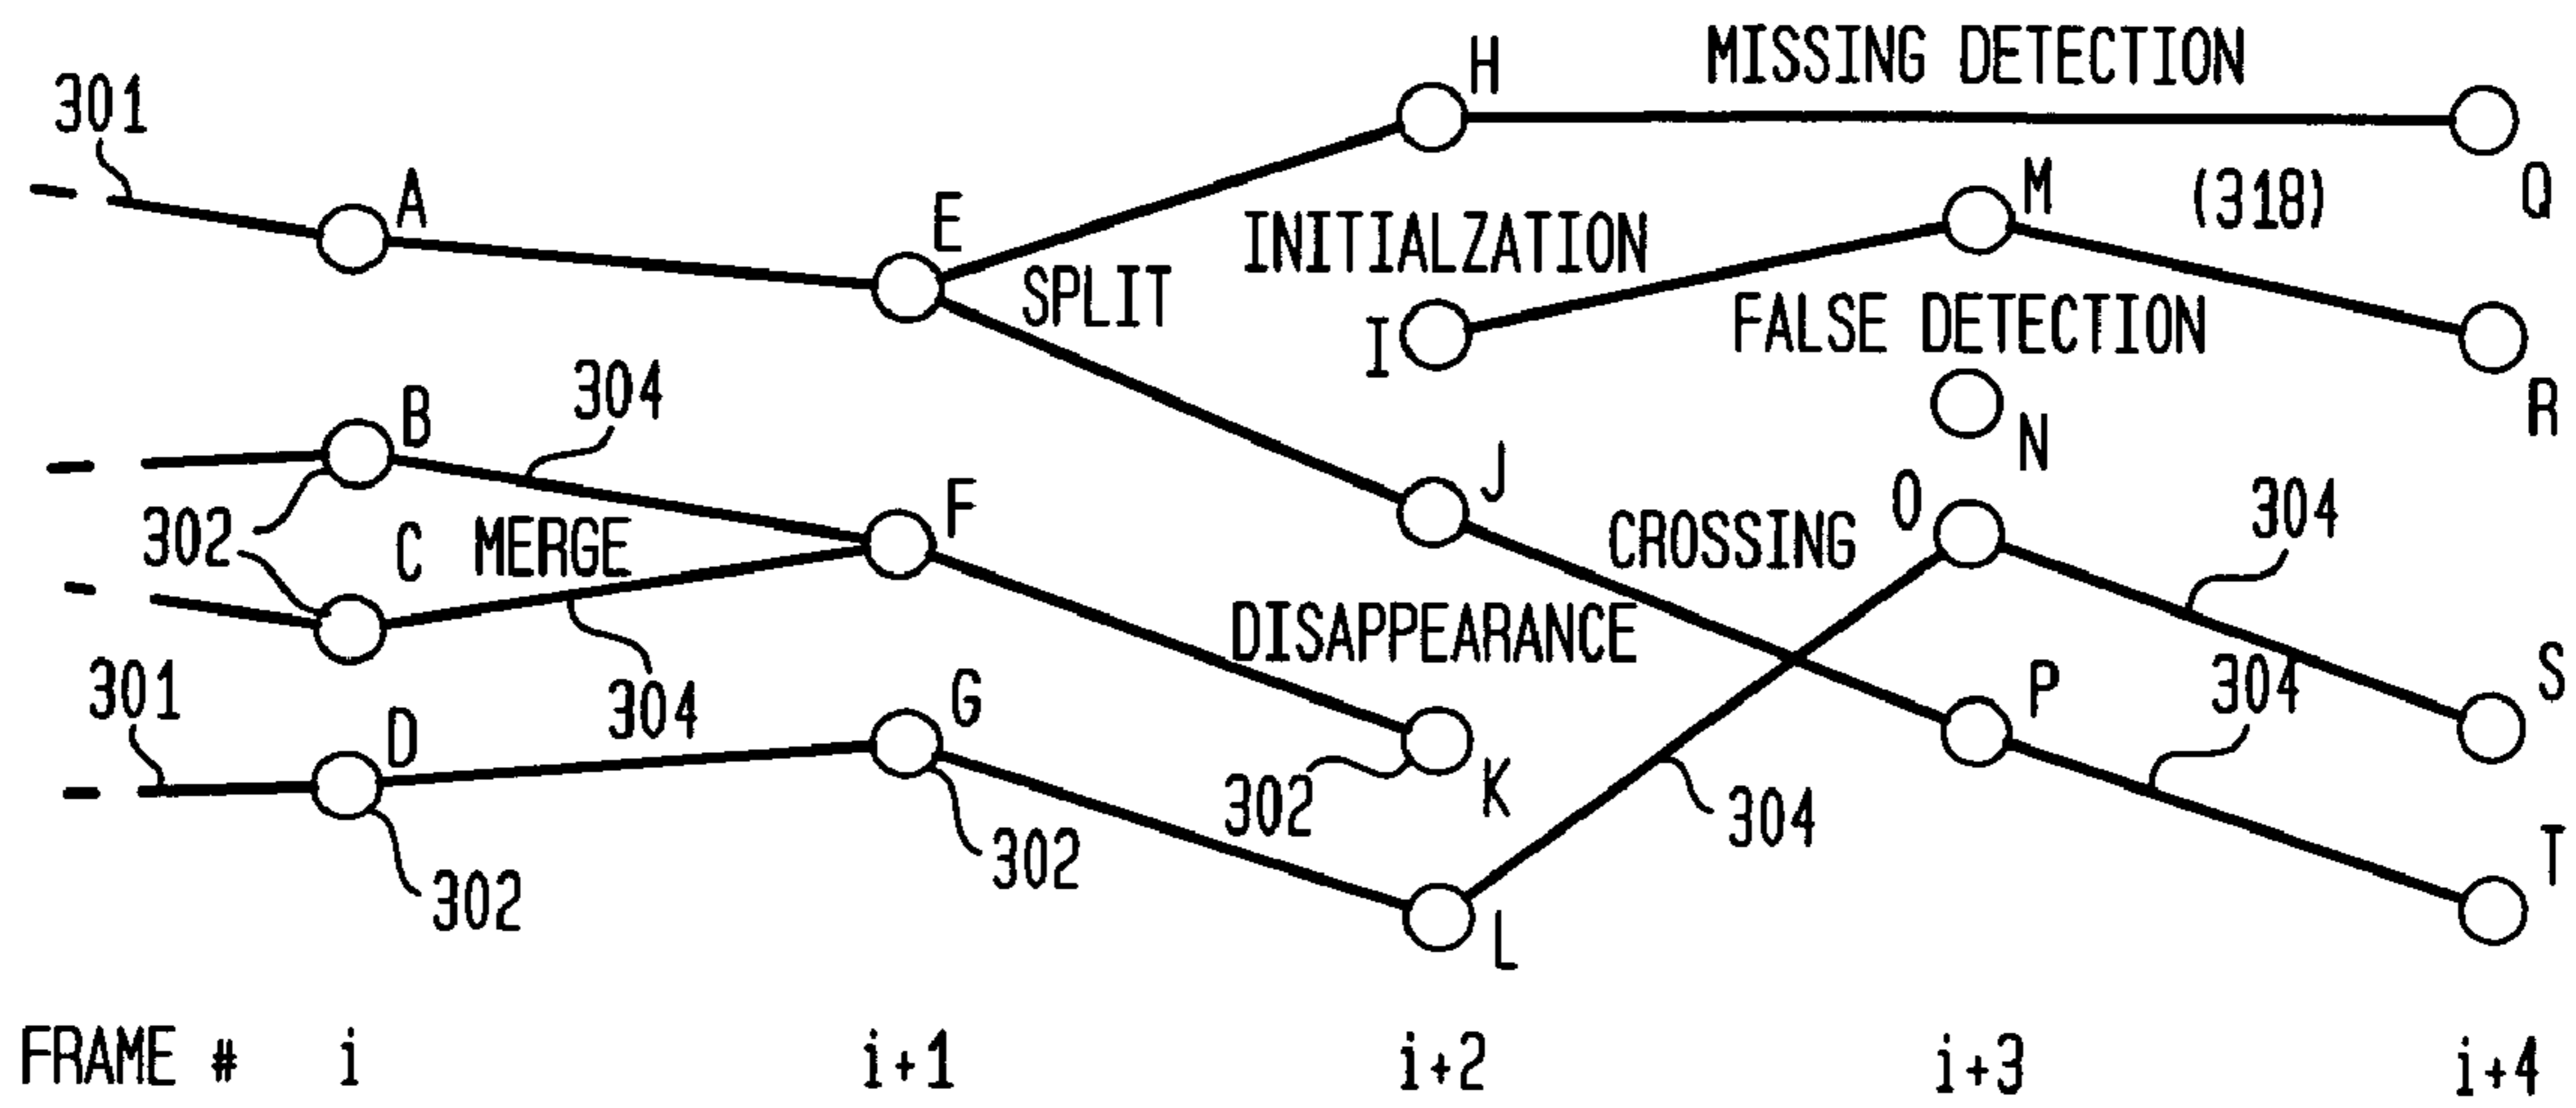 H MISSING DETECTION
301
A E INITIALZATION M (318) Q
SPLIT
I FALSE DETECTION
B 304 R
N
302 C MERGE F J CROSSING O 304
DISAPPEARANCE
301 D 304 G P 304 S
302 K 304
302 302 T
L
FRAME # i i+1 i+2 i+3 i+4